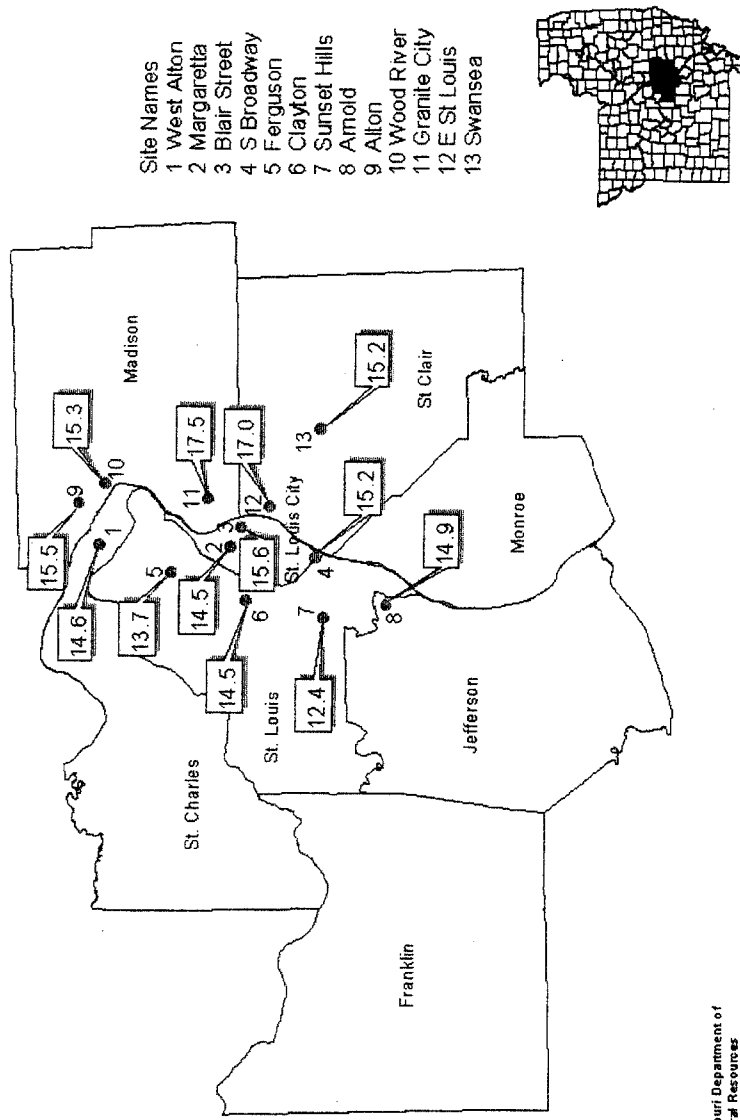 Site Names
1 West Alton
2 Margaretta
3 Blair Street
4 S Broadway
5 Ferguson
6 Clayton
7 Sunset Hills
8 Arnold
9 Alton
10 Wood River
11 Granite City
12 E St Louis
13 Swansea
Madison
15.3
10
9
15.5
1
14.6
5
13.7
17.5
11
17.0
12
3
2
14.5
15.6
St. Louis City
6
14.5
13
15.2
St Clair
4
15.2
7
12.4
St. Louis
St. Charles
8
14.9
Monroe
Jefferson
Franklin
uri Department of
al Resources